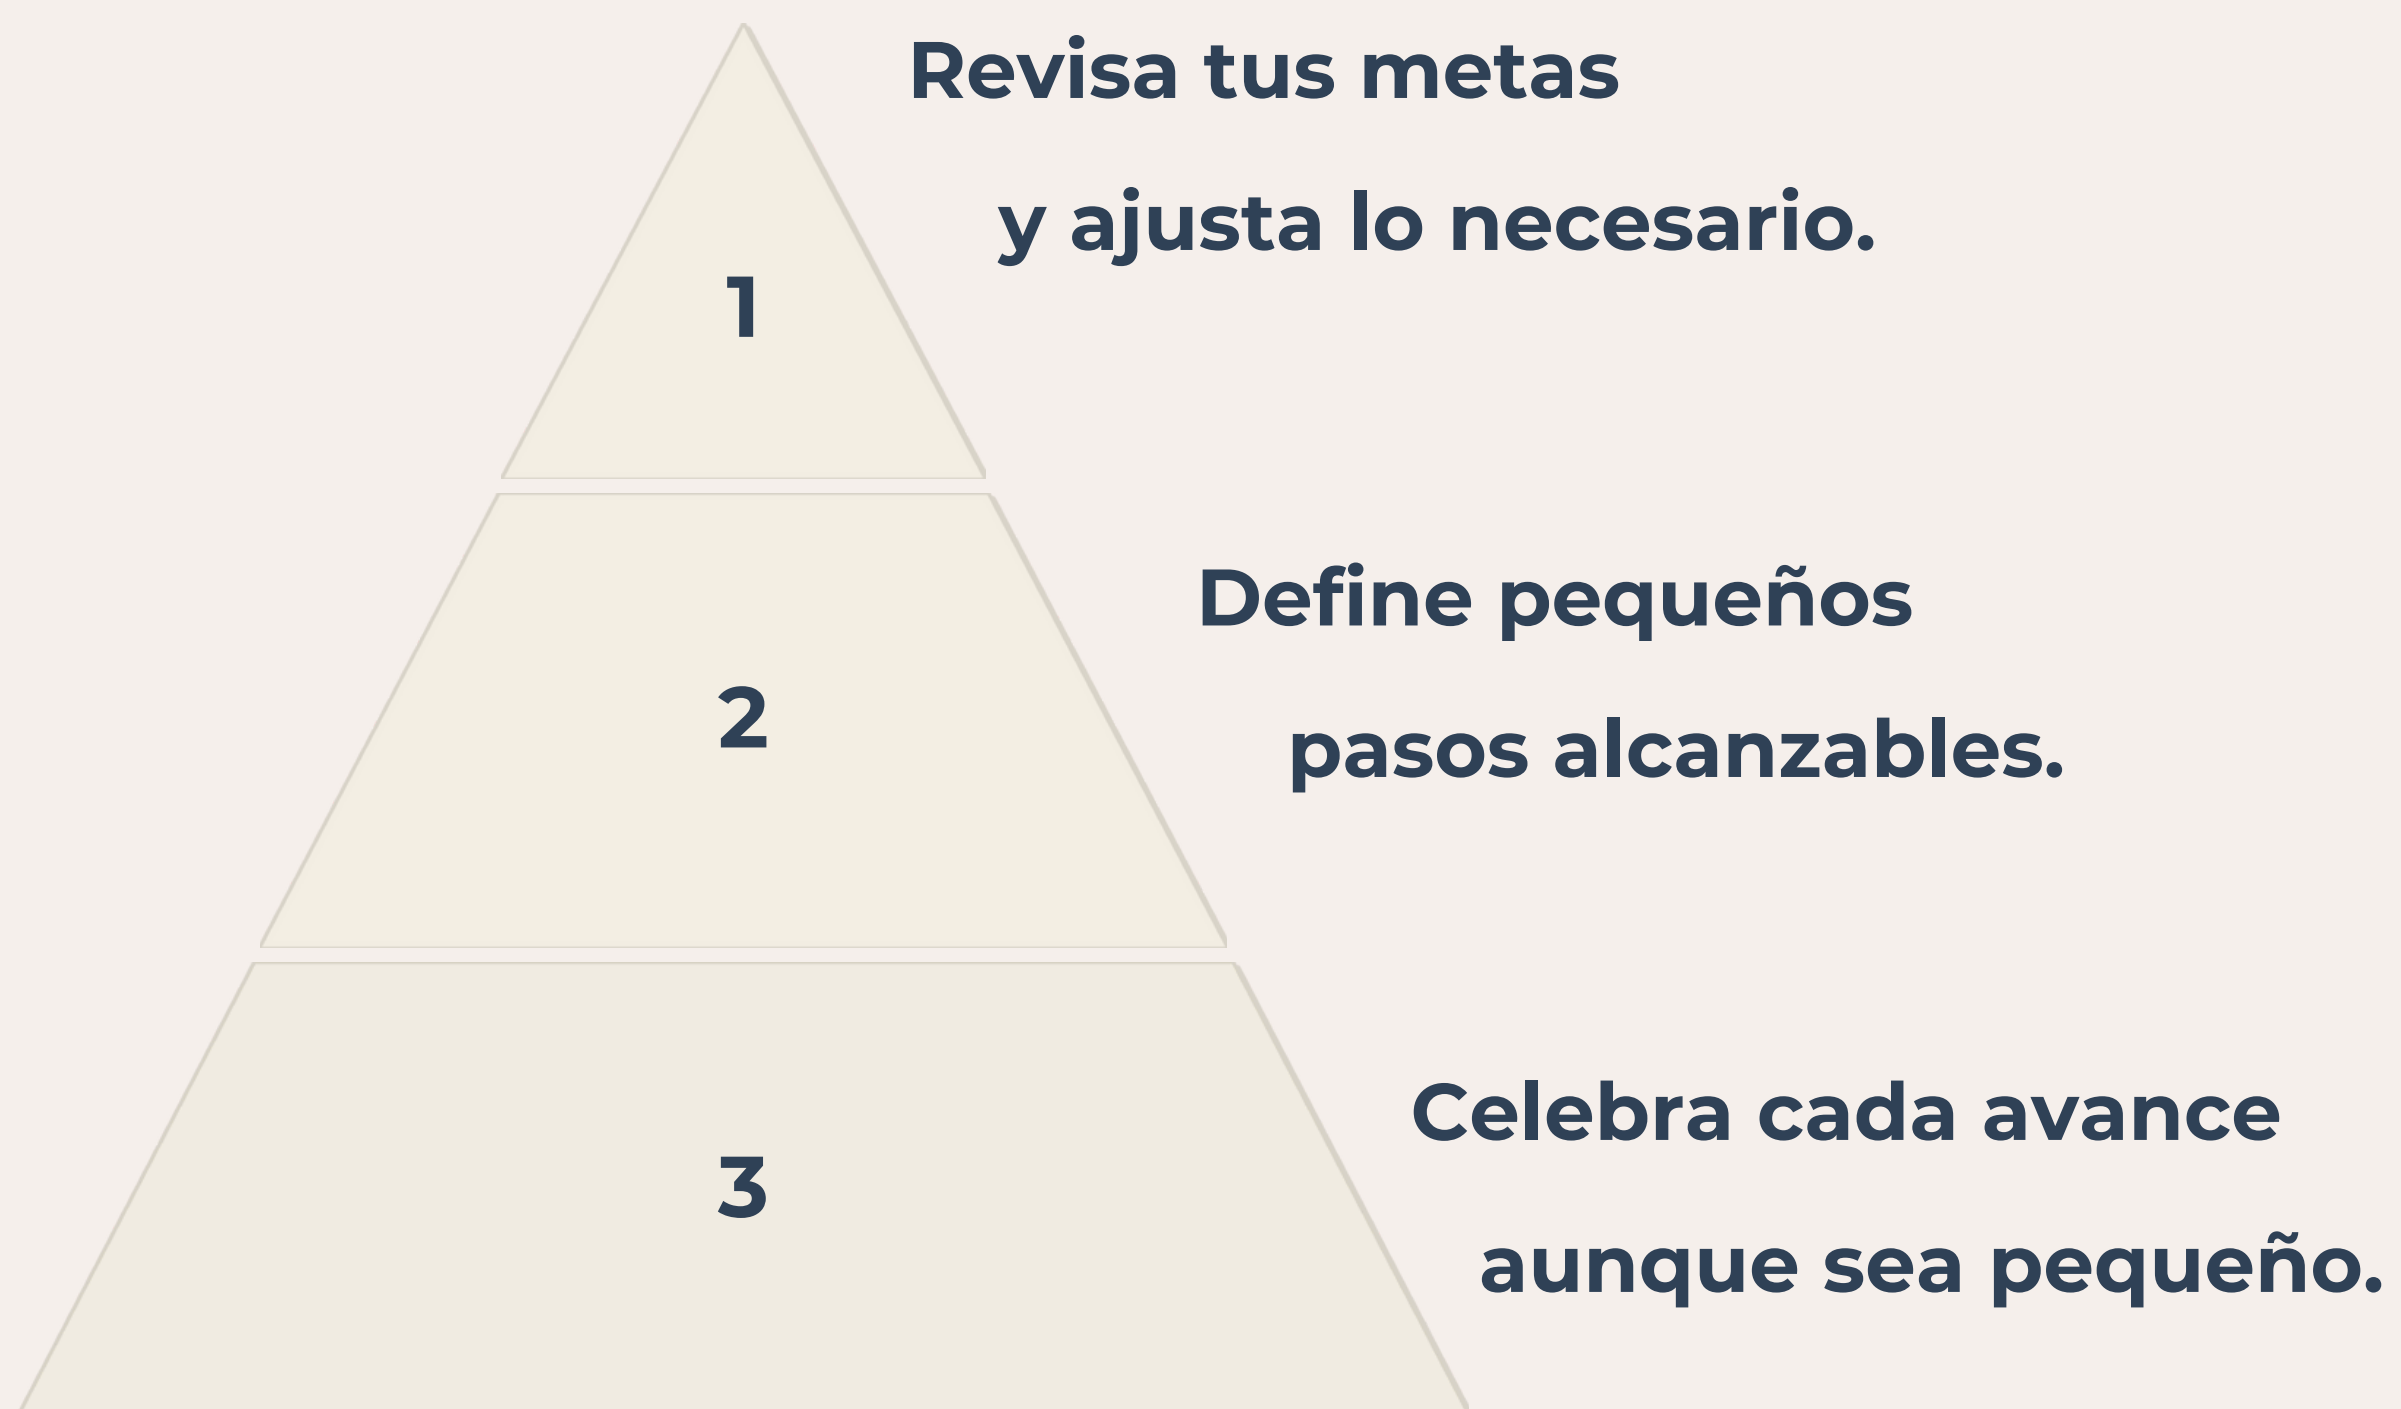 Revisa tus metas
y ajusta lo necesario.
1
Define pequeños
pasos alcanzables.
2
Celebra cada avance
aunque sea pequeño.
3